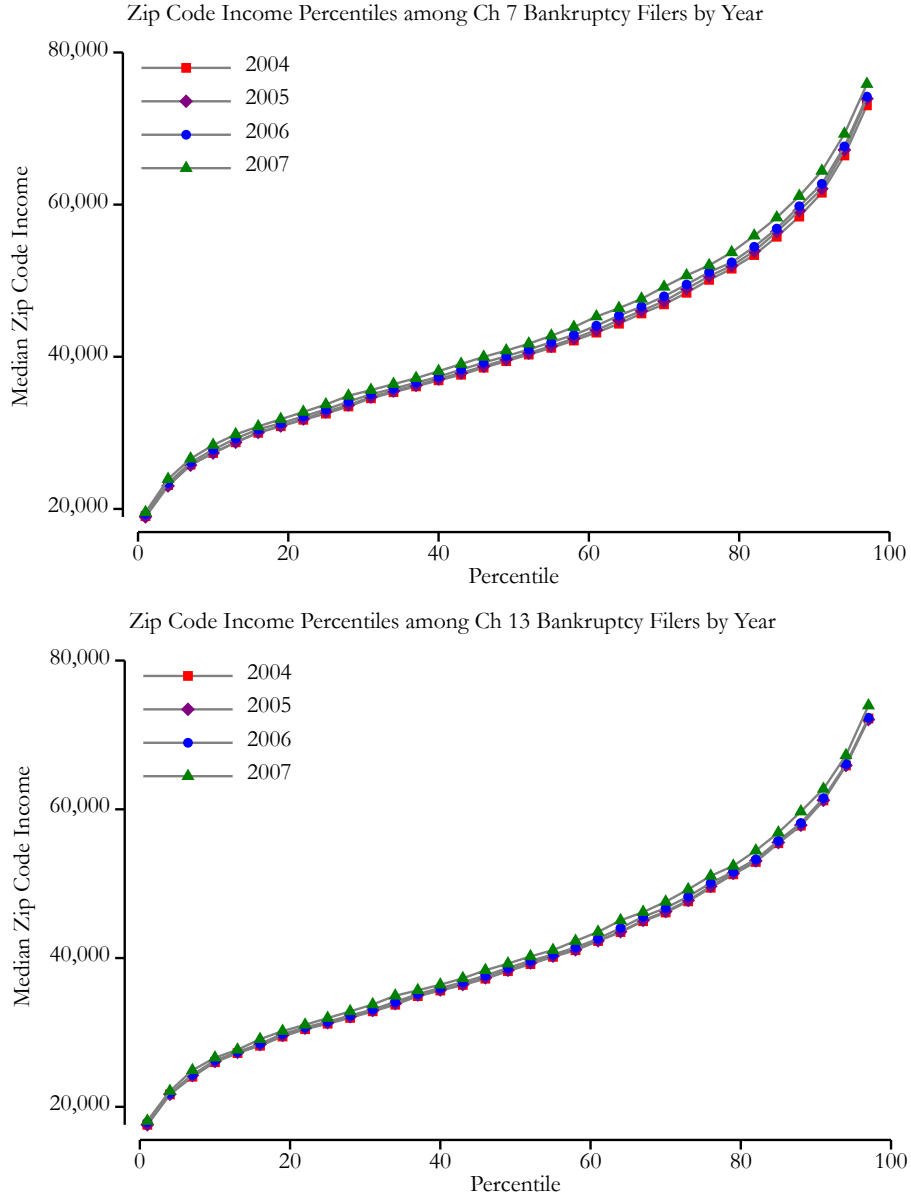 Zip Code Income Percentiles among Ch 7 Bankruptcy Filers by Year
80,000
2004
2005
2006
2007
60,000
Median Zip Code Income
40,000
20,000
0 20 40 60 80 100
Percentile
Zip Code Income Percentiles among Ch 13 Bankruptcy Filers by Year
80,000
2004
2005
2006
2007
60,000
Median Zip Code Income
40,000
20,000
0 20 40 60 80 100
Percentile